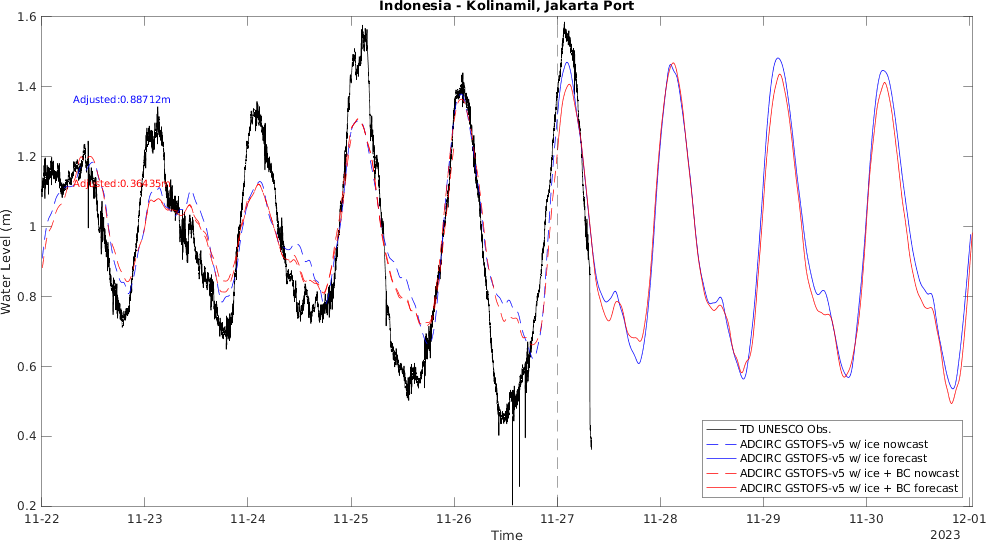 Indonesia - Kolinamil, Jakarta Port
1.6
1.4
1.2
1
0.8
0.6
0.4
0.2
Water Level (m)
Adjusted:0.88712m
Adjusted:0.36435m
TD UNESCO Obs.
ADCIRC GSTOFS-v5 w/ ice nowcast
ADCIRC GSTOFS-v5 w/ ice forecast
ADCIRC GSTOFS-v5 w/ ice + BC nowcast
ADCIRC GSTOFS-v5 w/ ice + BC forecast
11-22 11-23 11-24 11-25 11-26 11-27 11-28 11-29 11-30 12-01
Time
2023